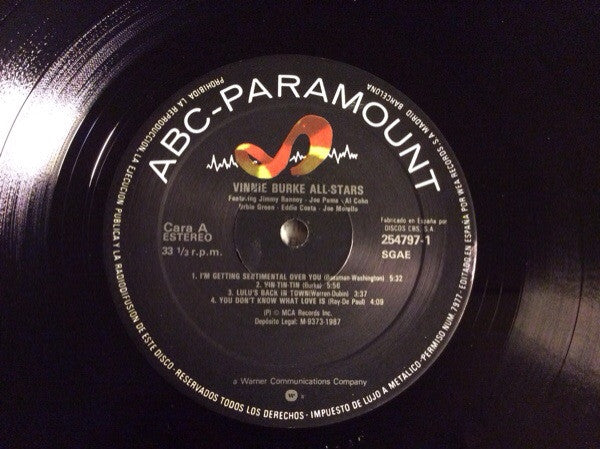 ABC-PARAMOUNT
VINNIE BURKE ALL-STARS
Featuring Jimmy Banney - Joe Puma - Al Cohn
Urbie Green - Eddie Costa - Joe Morello
Cara A
ESTEREO
33 1/3 r.p.m.
Fabricado en España por
DISCOS CBS, S.A.
254797-1
SGAE
1. I'M GETTING SENTIMENTAL OVER YOU (Bassman-Washington) 5:32
2. YIN-TIN-TIN (Burke) 5:56
3. LULU'S BACK IN TOWN (Warren-Dubin) 3:37
4. YOU DON'T KNOW WHAT LOVE IS (Ray-De Paul) 4:09
(P) © MCA Records Inc.
Depósito Legal: M-9373-1987
a Warner Communications Company
PROHIBIDA LA REPRODUCCION, LA EJECUCION PUBLICA Y LA RADIODIFUSION DE ESTE DISCO · RESERVADOS TODOS LOS DERECHOS · IMPUESTO DE LUJO A METALICO · PERMISO NUM. 7977 · EDITADO EN ESPAÑA POR WEA RECORDS, S.A. MADRID BARCELONA